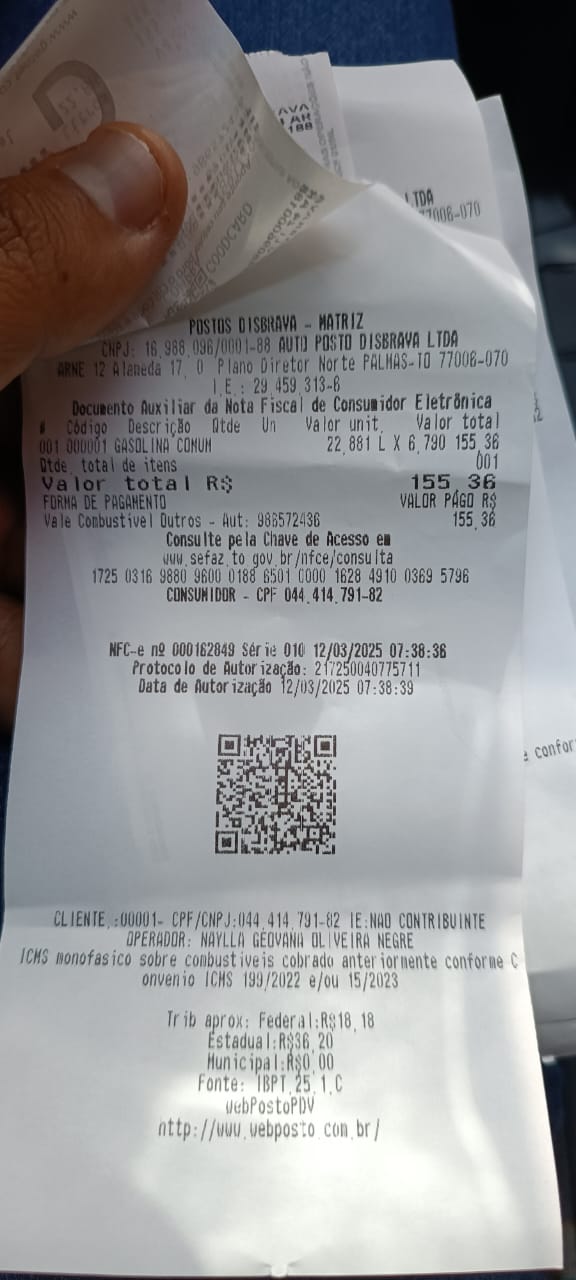 LTDA
77006-070
POSTOS DISBRAVA - MATRIZ
CNPJ: 16.988.096/0001-88 AUTO POSTO DISBRAVA LTDA
ARNE 12 Alameda 17, 0 Plano Diretor Norte PALMAS-TO 77006-070
I.E.: 29.459.313-6
Documento Auxiliar da Nota Fiscal de Consumidor Eletrônica
# Código Descrição Qtde Un Valor unit. Valor total
001 000001 GASOLINA COMUM 22,881 L X 6,790 155,36
Qtde. total de itens 001
Valor total R$ 155,36
FORMA DE PAGAMENTO VALOR PAGO R$
Vale Combustível Outros - Aut: 986572436 155,36
Consulte pela Chave de Acesso em
www.sefaz.to.gov.br/nfce/consulta
1725 0316 9880 9600 0188 6501 0000 1628 4910 0369 5796
CONSUMIDOR - CPF 044.414.791-82
NFC-e nº 000162849 Série 010 12/03/2025 07:38:36
Protocolo de Autorização: 217250040775711
Data de Autorização 12/03/2025 07:38:39
CLIENTE.:00001- CPF/CNPJ:044.414.791-82 IE:NAO CONTRIBUINTE
OPERADOR: NAYLLA GEOVANA OLIVEIRA NEGRE
ICMS monofasico sobre combustiveis cobrado anteriormente conforme C
onvenio ICMS 199/2022 e/ou 15/2023
Trib aprox: Federal:R$18,18
Estadual:R$36,20
Municipal:R$0,00
Fonte: IBPT.25.1.C
webPostoPDV
http://www.webposto.com.br/